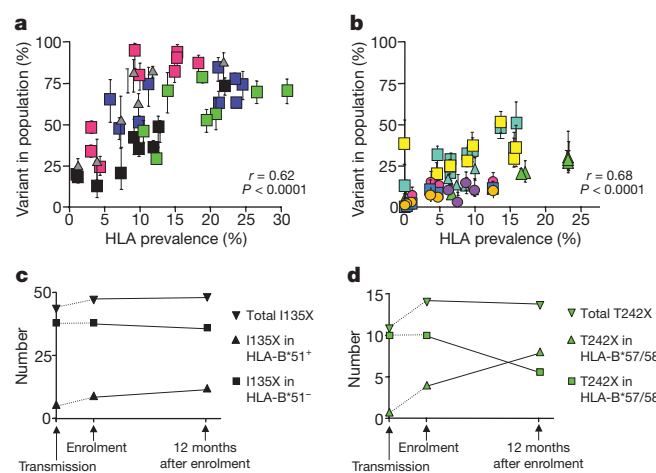 a
100
75
50
25
0
Variant in population (%)
0 5 10 15 20 25 30
HLA prevalence (%)
r = 0.62
P < 0.0001
b
100
75
50
25
0
Variant in population (%)
0 5 10 15 20 25
HLA prevalence (%)
r = 0.68
P < 0.0001
c
50
25
0
Number
Total I135X
I135X in
HLA-B*51+
I135X in
HLA-B*51−
Transmission
Enrolment
12 months
after enrolment
d
15
10
5
0
Number
Total T242X
T242X in
HLA-B*57/58
T242X in
HLA-B*57/58
Transmission
Enrolment
12 months
after enrolment